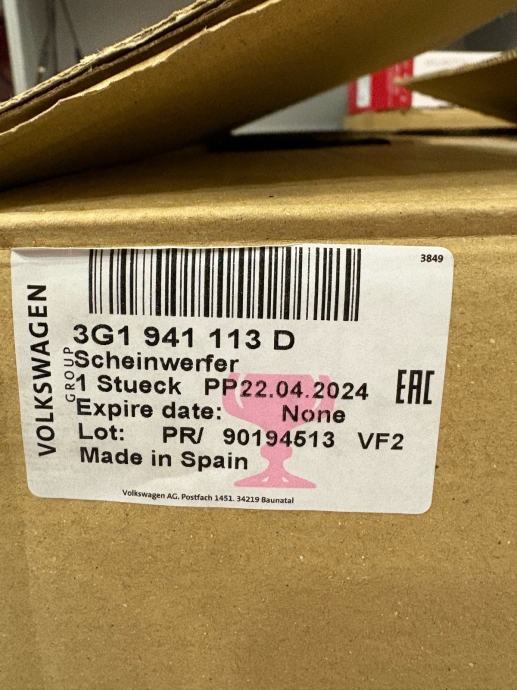 3849
VOLKSWAGEN
GROUP
3G1 941 113 D
Scheinwerfer
1 Stueck PP22.04.2024
EAC
Expire date: None
Lot: PR/ 90194513 VF2
Made in Spain
Volkswagen AG. Postfach 1451. 34219 Baunatal